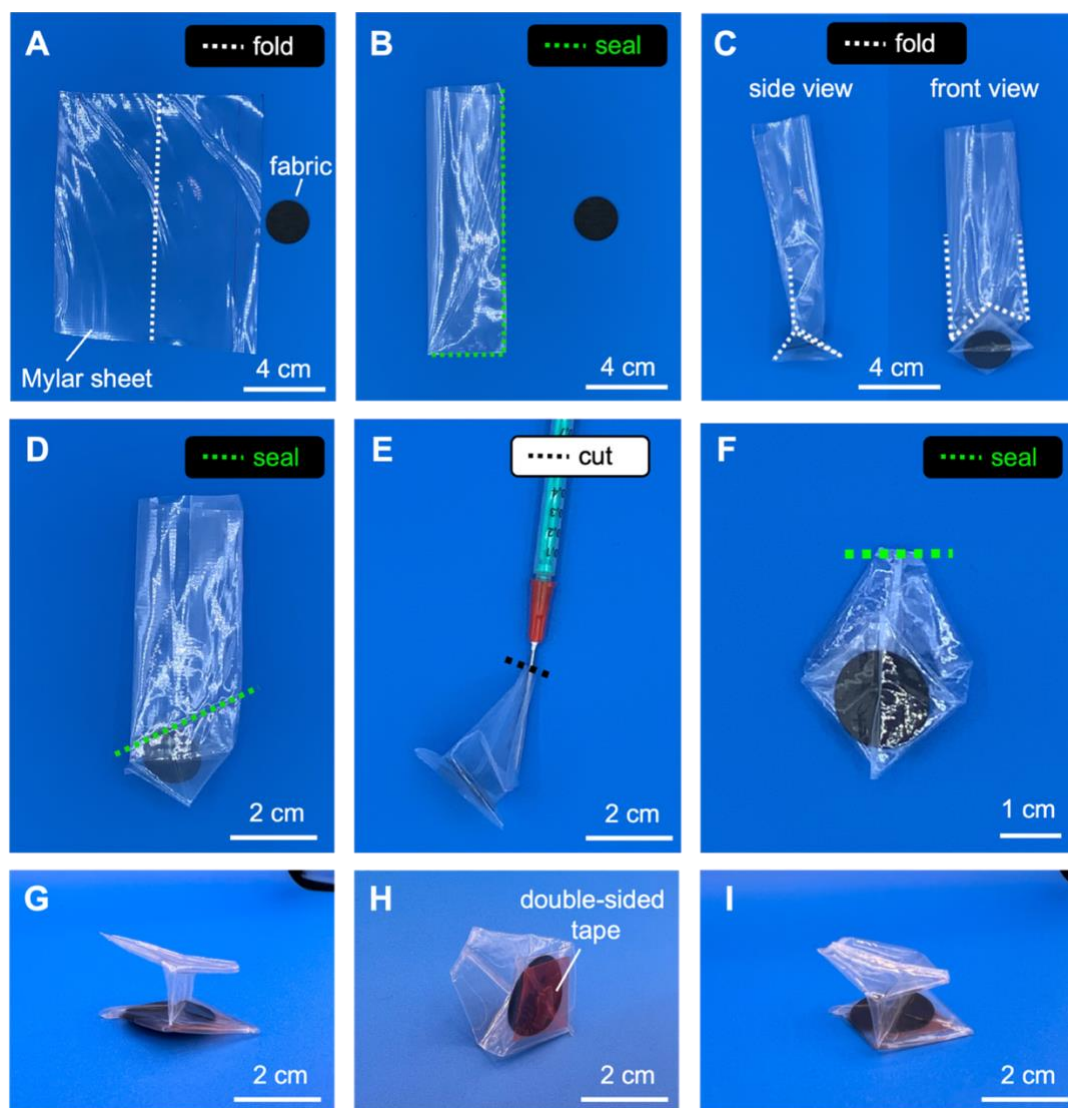 A
fold
fabric
Mylar sheet
4 cm
B
seal
4 cm
C
fold
side view
front view
4 cm
D
seal
2 cm
E
cut
2 cm
F
seal
1 cm
G
2 cm
H
double-sided
tape
2 cm
I
2 cm